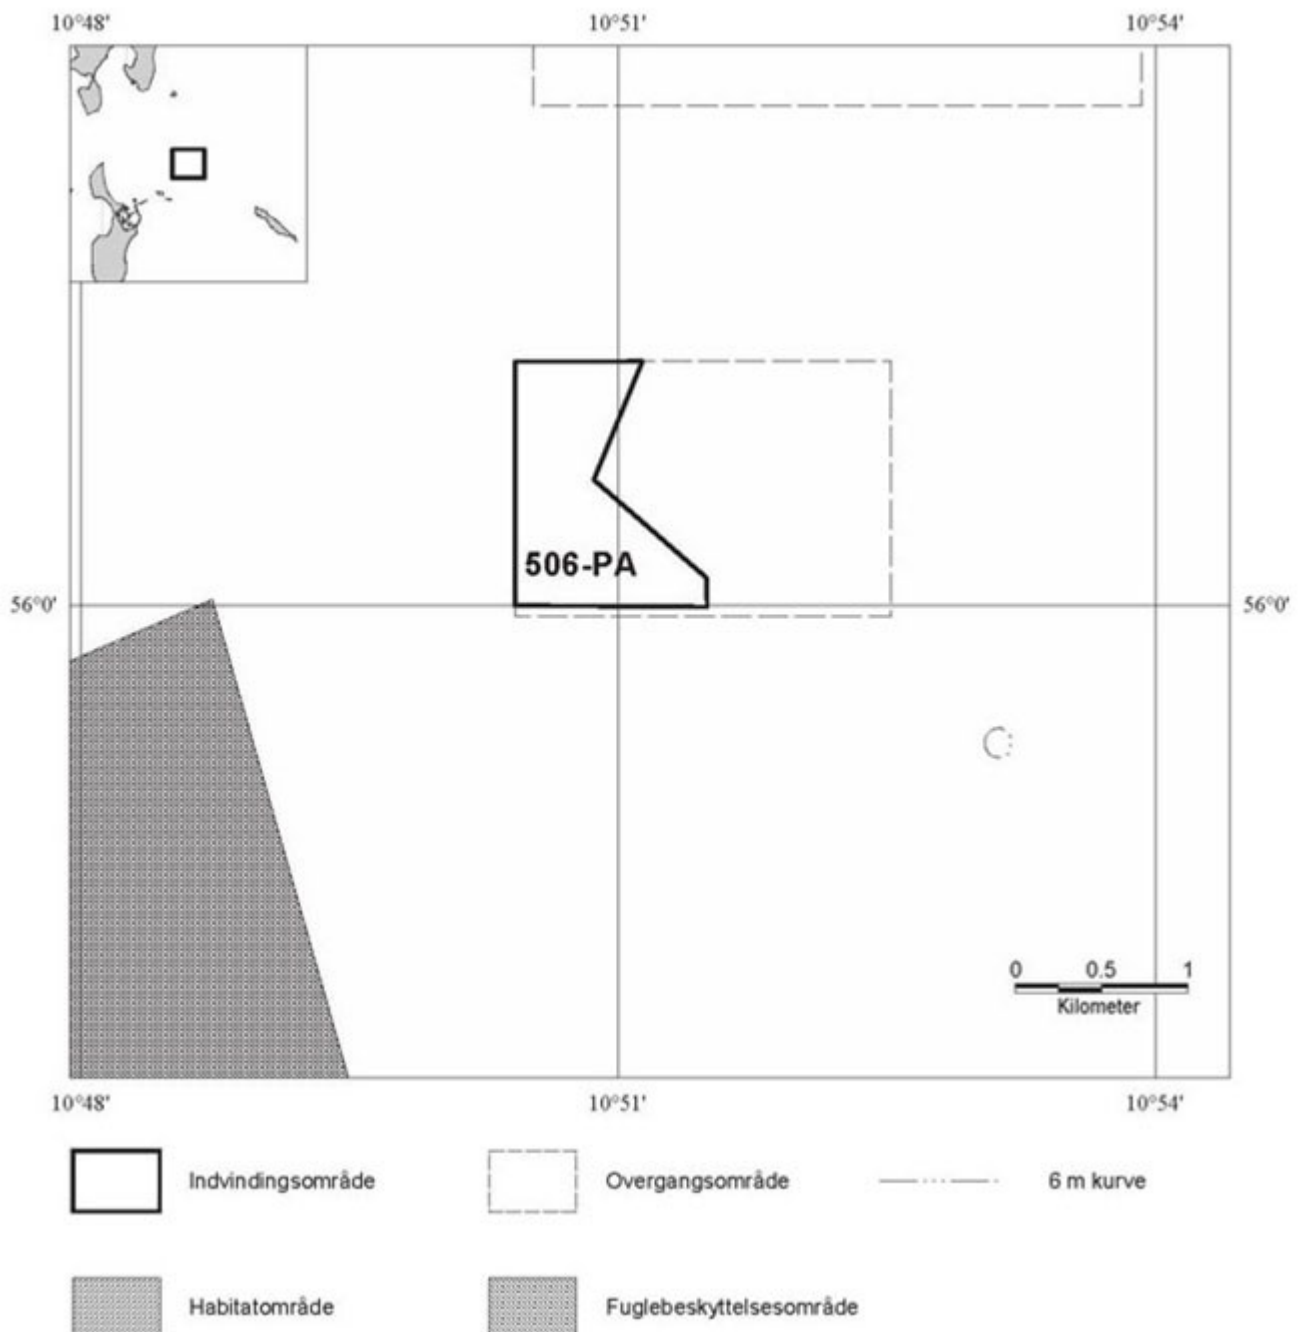 10°48' 10°51' 10°54'
506-PA
56°0' 56°0'
0 0.5 1
Kilometer
10°48' 10°51' 10°54'
Indvindingsområde Overgangsområde 6 m kurve
Habitatområde Fuglebeskyttelsesområde